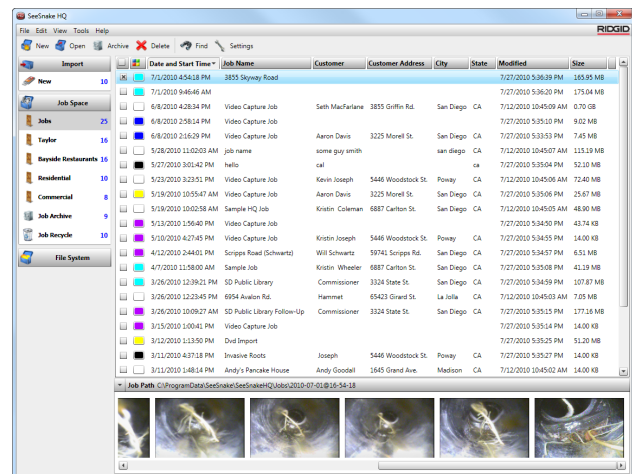 SeeSnake HQ
File Edit View Tools Help
RIDGID
New Open Archive Delete Find Settings
Import
New 10
Job Space
Jobs 25
Taylor 16
Bayside Restaurants 16
Residential 10
Commercial 8
Job Archive 9
Job Recycle 10
File System
Date and Start Time Job Name Customer Customer Address City State Modified Size
7/1/2010 4:54:18 PM 3855 Skyway Road 7/27/2010 5:36:39 PM 165.95 MB
7/1/2010 9:46:46 AM 7/27/2010 5:36:20 PM 175.04 MB
6/8/2010 4:28:34 PM Video Capture Job Seth MacFarlane 3855 Griffin Rd. San Diego CA 7/12/2010 10:45:09 AM 0.70 GB
6/8/2010 2:58:14 PM Video Capture Job 7/27/2010 5:35:10 PM 9.02 MB
6/8/2010 2:16:29 PM Video Capture Job Aaron Davis 3225 Morell St. San Diego CA 7/27/2010 5:33:53 PM 7.45 MB
5/28/2010 11:02:03 AM job name some guy smith san diego CA 7/12/2010 10:45:07 AM 115.19 MB
5/27/2010 3:01:42 PM hello cal ca 7/27/2010 5:35:04 PM 52.10 MB
5/23/2010 3:23:51 PM Video Capture Job Kevin Joseph 5446 Woodstock St. Poway CA 7/12/2010 10:45:06 AM 72.40 MB
5/19/2010 10:55:47 AM Video Capture Job Aaron Davis 3225 Morell St. San Diego CA 7/27/2010 5:35:06 PM 25.67 MB
5/19/2010 10:02:58 AM Sample HQ Job Kristin Coleman 6887 Carlton St. San Diego CA 7/12/2010 10:45:05 AM 48.90 MB
5/13/2010 1:56:40 PM Video Capture Job 7/27/2010 5:34:50 PM 43.74 KB
5/10/2010 4:27:45 PM Video Capture Job Kristin Joseph 5446 Woodstock St. Poway CA 7/27/2010 5:34:55 PM 14.00 KB
4/12/2010 2:44:01 PM Scripps Road (Schwartz) Will Schwartz 59741 Scripps Rd. San Diego CA 7/27/2010 5:34:57 PM 6.51 MB
4/7/2010 11:58:00 AM Sample Job Kristin Wheeler 6887 Carlton St. San Diego CA 7/27/2010 5:35:08 PM 41.19 MB
3/26/2010 12:39:21 PM SD Public Library Commissioner 3324 State St. San Diego CA 7/27/2010 5:34:59 PM 107.87 MB
3/26/2010 12:23:45 PM 6954 Avalon Rd. Hammet 65423 Girard St. La Jolla CA 7/12/2010 10:45:03 AM 7.05 MB
3/26/2010 10:09:27 AM SD Public Library Follow-Up Commissioner 3324 State St. San Diego CA 7/27/2010 5:35:15 PM 177.16 MB
3/15/2010 1:00:41 PM Video Capture Job 7/27/2010 5:35:14 PM 14.00 KB
3/12/2010 1:13:50 PM Dvd Import 7/27/2010 5:35:25 PM 51.20 MB
3/11/2010 4:37:18 PM Invasive Roots Joseph 5446 Woodstock St. Poway CA 7/27/2010 5:35:27 PM 14.00 KB
3/11/2010 1:48:14 PM Andy's Pancake House Andy Goodall 1645 Grand Ave. Madison CA 7/12/2010 10:45:02 AM 14.00 KB
Job Path C:\ProgramData\SeeSnake\SeeSnakeHQ\Jobs\2010-07-01@16-54-18